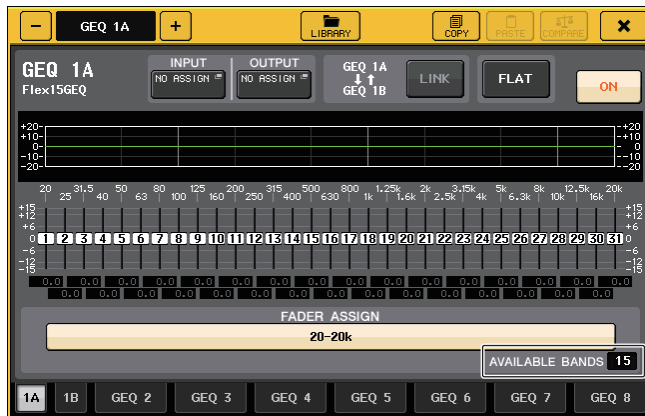 − GEQ 1A + LIBRARY COPY PASTE COMPARE ×
GEQ 1A
Flex15GEQ
INPUT
NO ASSIGN
OUTPUT
NO ASSIGN
GEQ 1A
GEQ 1B
LINK
FLAT
ON
+20 +20
+10 +10
0 0
-10 -10
-20 -20
20 31.5 50 80 125 200 315 500 800 1.25k 2k 3.15k 5k 8k 12.5k 20k
25 40 63 100 160 250 400 630 1k 1.6k 2.5k 4k 6.3k 10k 16k
+15 +15
+12 +12
+6 +6
0 1 2 3 4 5 6 7 8 9 10 11 12 13 14 15 16 17 18 19 20 21 22 23 24 25 26 27 28 29 30 31 0
-6 -6
-12 -12
-15 -15
0.0 0.0 0.0 0.0 0.0 0.0 0.0 0.0 0.0 0.0 0.0 0.0 0.0 0.0 0.0 0.0
0.0 0.0 0.0 0.0 0.0 0.0 0.0 0.0 0.0 0.0 0.0 0.0 0.0 0.0 0.0
FADER ASSIGN
20-20k
AVAILABLE BANDS 15
1A 1B GEQ 2 GEQ 3 GEQ 4 GEQ 5 GEQ 6 GEQ 7 GEQ 8